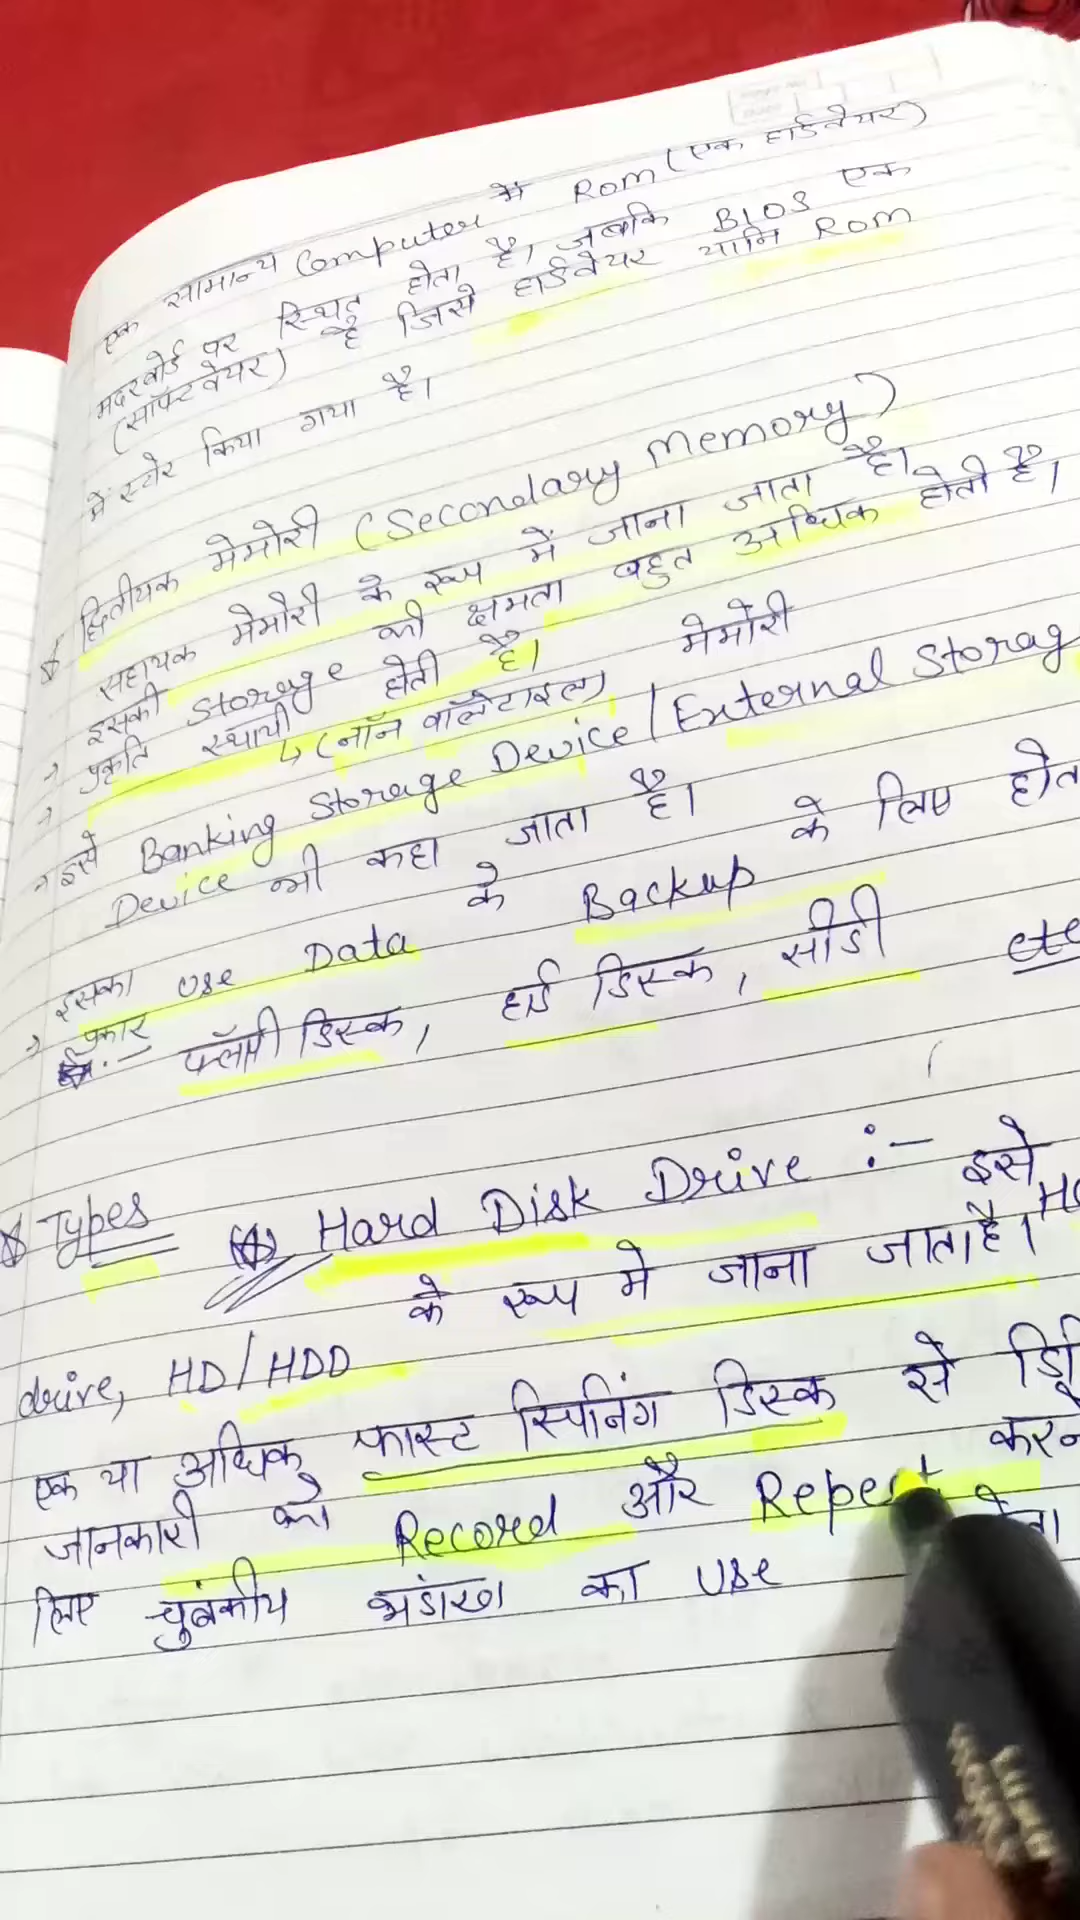 एक सामान्य Computer में ROM (एक हार्डवेयर)
मदरबोर्ड पर स्थित होता है, जबकि BIOS एक
(सॉफ्टवेयर) है जिसे हार्डवेयर यानि ROM
में स्टोर किया गया है।
द्वितीयक मेमोरी (Secondary Memory)
सहायक मेमोरी के रूप में जाना जाता है।
→ इसकी Storage की क्षमता बहुत अधिक होती है।
→ प्रकृति स्थायी होती है।
↳ (नॉन वॉलेटाइल) मेमोरी
→ इसे Banking Storage Device / External Storag
Device भी कहा जाता है।
इसका Use Data के Backup के लिए होत
→ प्रकार :- फ्लॉपी डिस्क, हार्ड डिस्क, सीडी etc
Types Hard Disk Drive :- इसे
के रूप मे जाना जाता है।
drive, HD/HDD
एक या अधिक फास्ट स्पिनिंग डिस्क से
जानकारी को Record और करन
लिए चुंबकीय भंडारण का Use